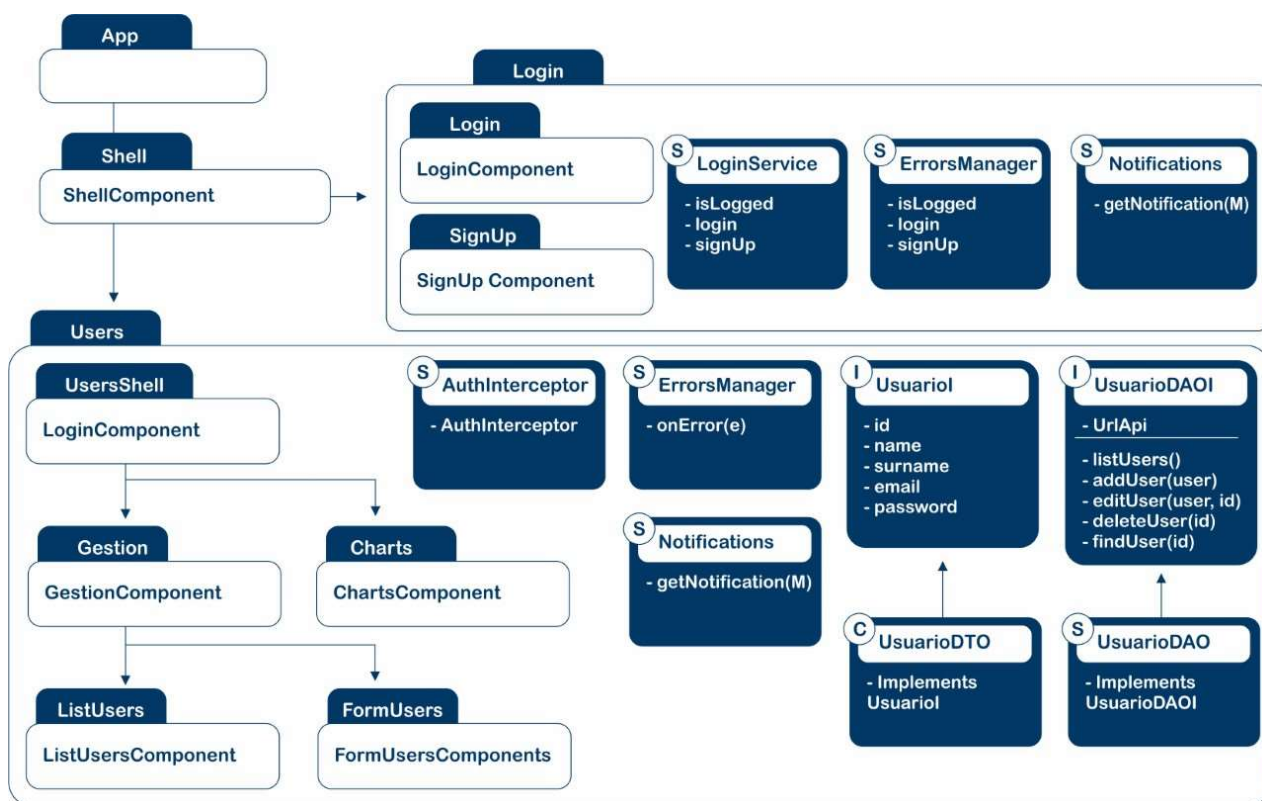 App
Shell
ShellComponent
Login
Login
LoginComponent
SignUp
SignUp Component
S
LoginService
- isLogged
- login
- signUp
S
ErrorsManager
- isLogged
- login
- signUp
S
Notifications
- getNotification(M)
Users
UsersShell
LoginComponent
Gestion
GestionComponent
Charts
ChartsComponent
ListUsers
ListUsersComponent
FormUsers
FormUsersComponents
S
AuthInterceptor
- AuthInterceptor
S
ErrorsManager
- onError(e)
S
Notifications
- getNotification(M)
I
UsuarioI
- id
- name
- surname
- email
- password
I
UsuarioDAOI
- UrlApi
- listUsers()
- addUser(user)
- editUser(user, id)
- deleteUser(id)
- findUser(id)
C
UsuarioDTO
- Implements
UsuarioI
S
UsuarioDAO
- Implements
UsuarioDAOI